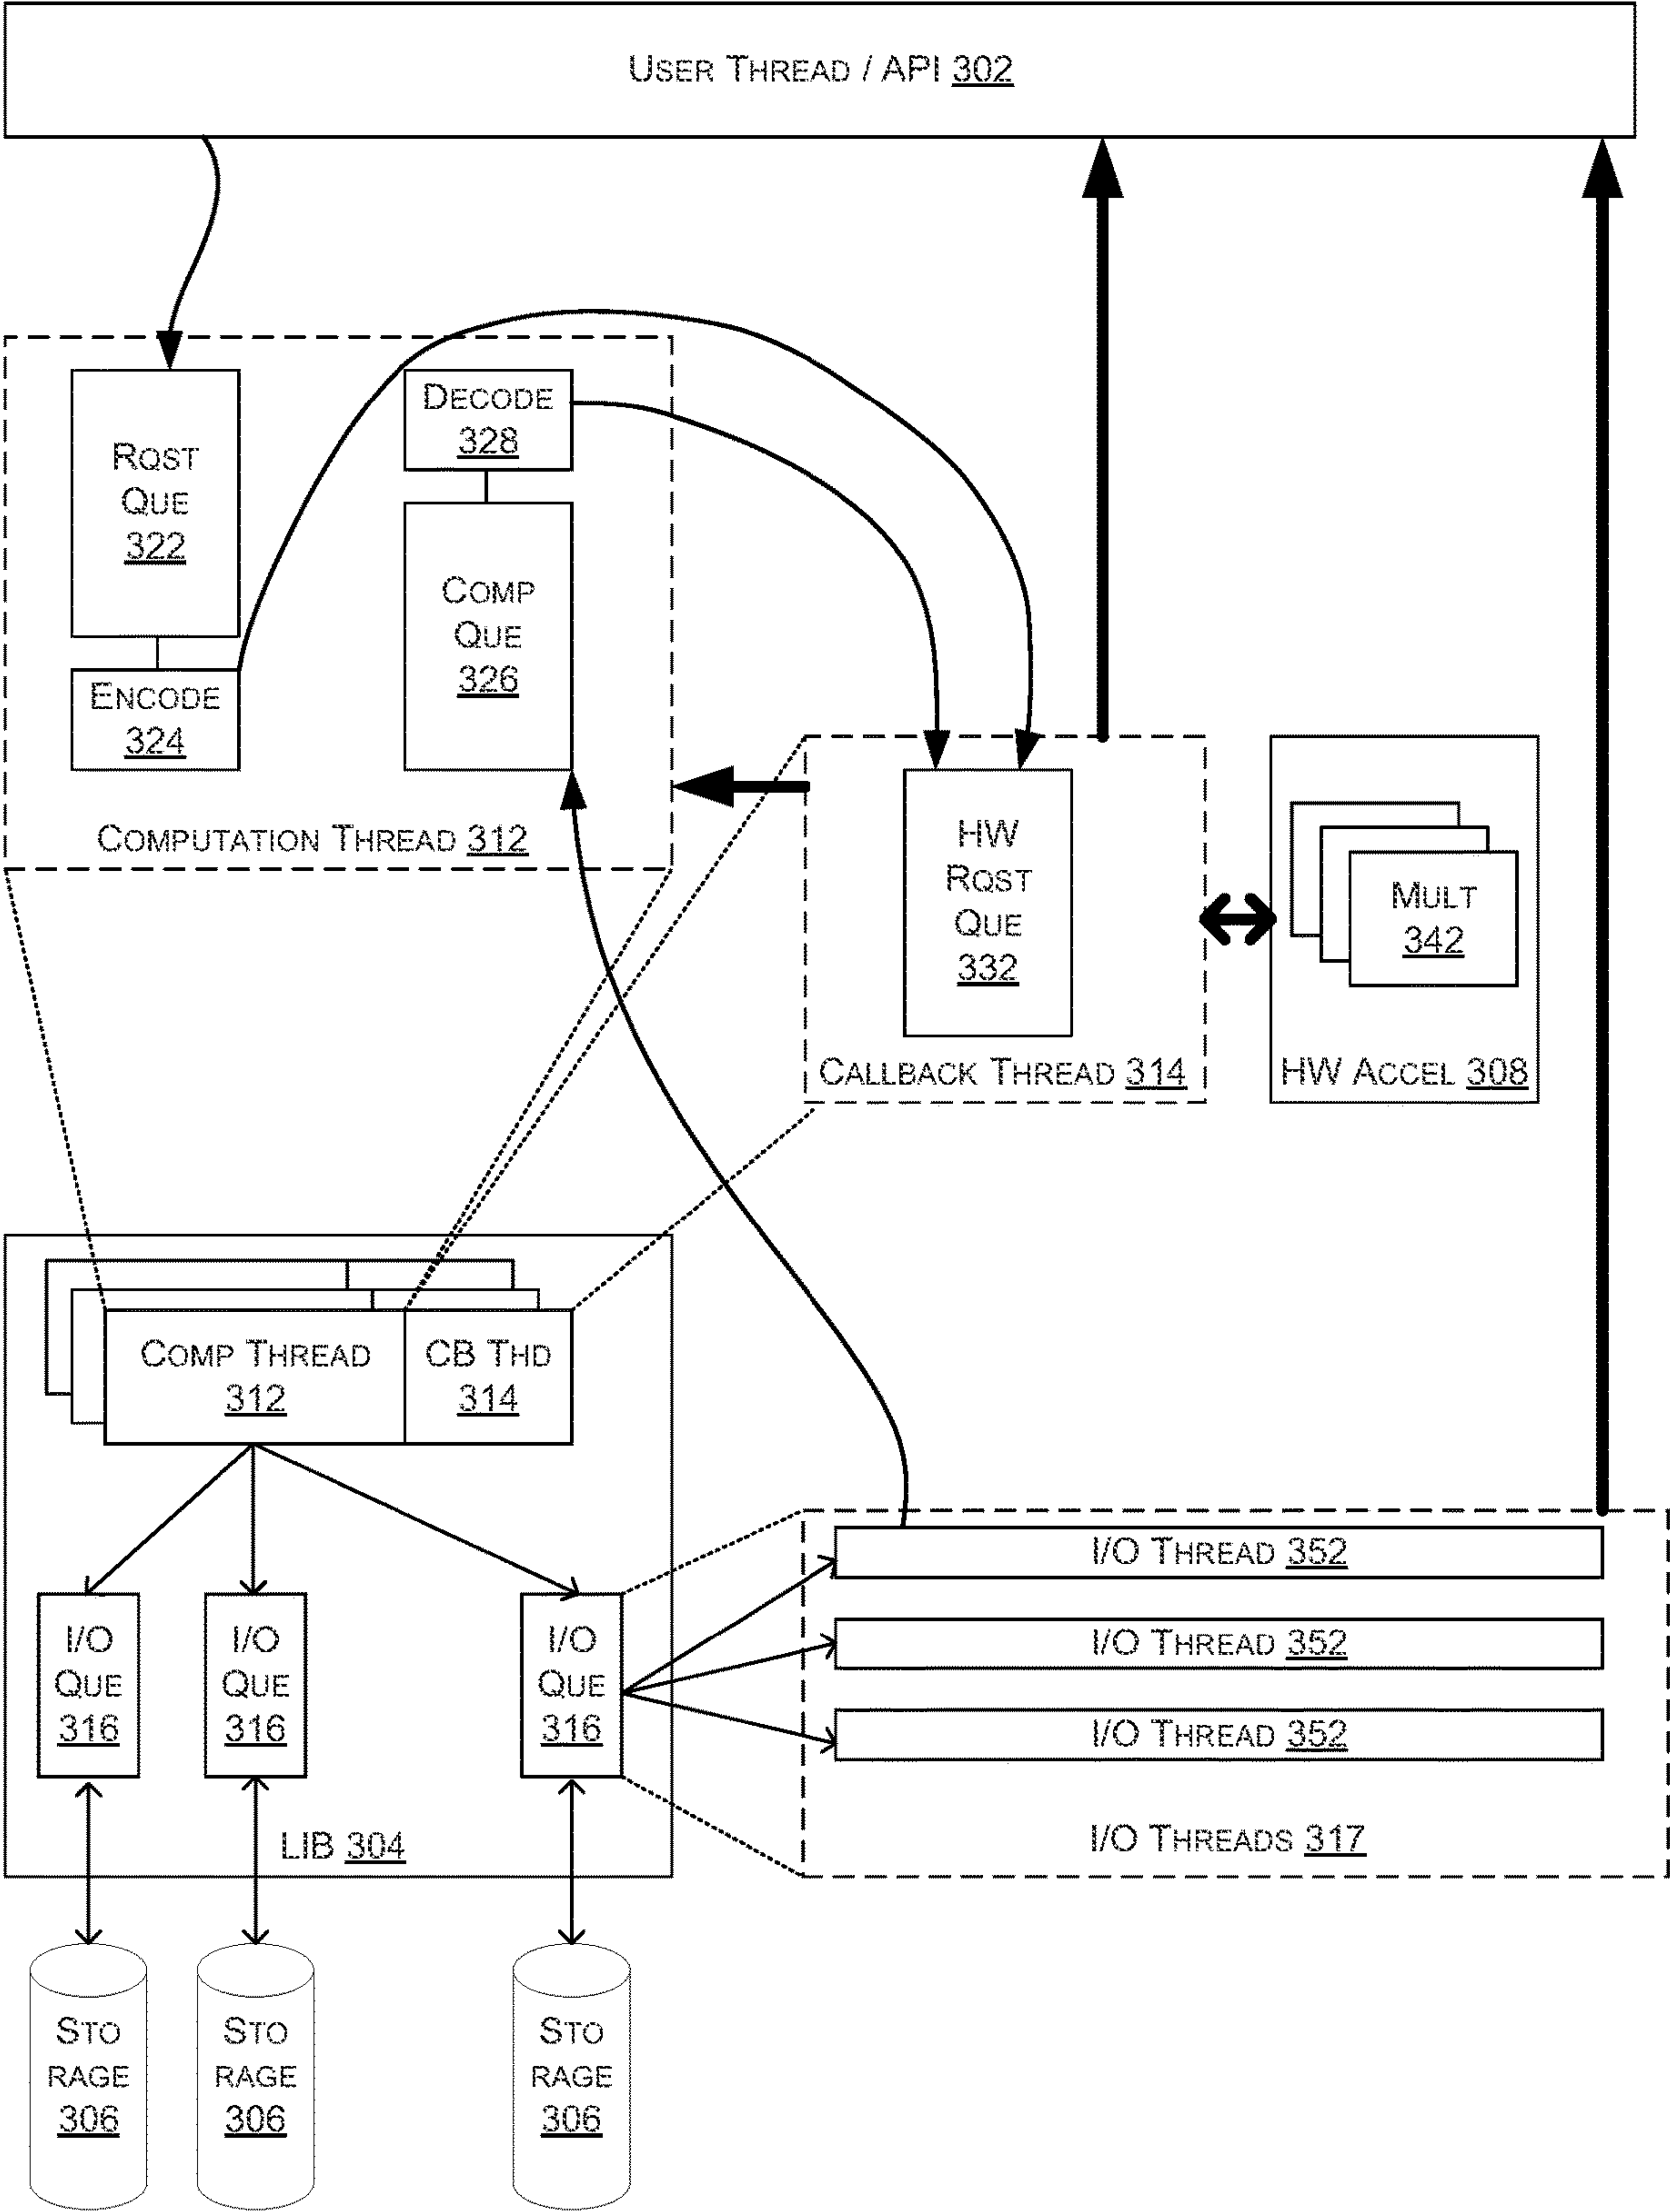 USER THREAD / API 302
RQST
QUE
322
ENCODE
324
DECODE
328
COMP
QUE
326
COMPUTATION THREAD 312
HW
RQST
QUE
332
CALLBACK THREAD 314
MULT
342
HW ACCEL 308
COMP THREAD
312
CB THD
314
I/O
QUE
316
I/O
QUE
316
I/O
QUE
316
LIB 304
I/O THREAD 352
I/O THREAD 352
I/O THREAD 352
I/O THREADS 317
STO
RAGE
306
STO
RAGE
306
STO
RAGE
306